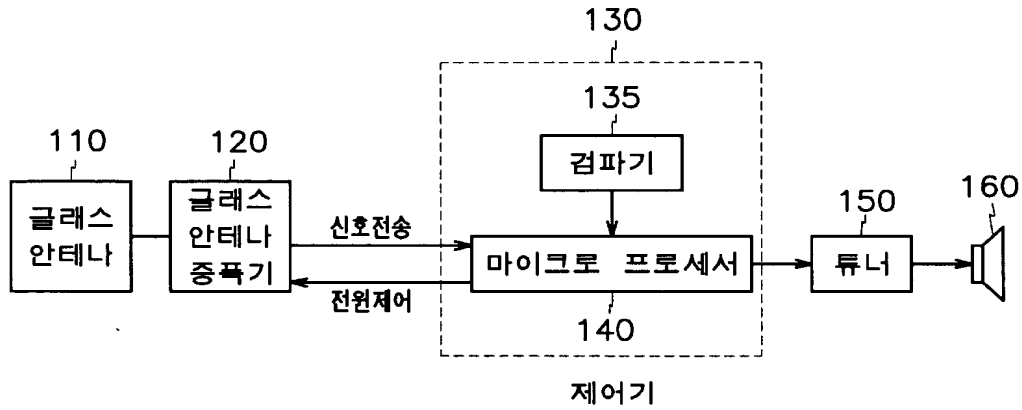 130
135
검파기
110
120
글래스
안테나
글래스
안테나
증폭기
신호전송
전원제어
마이크로 프로세서
140
150
튜너
160
제어기